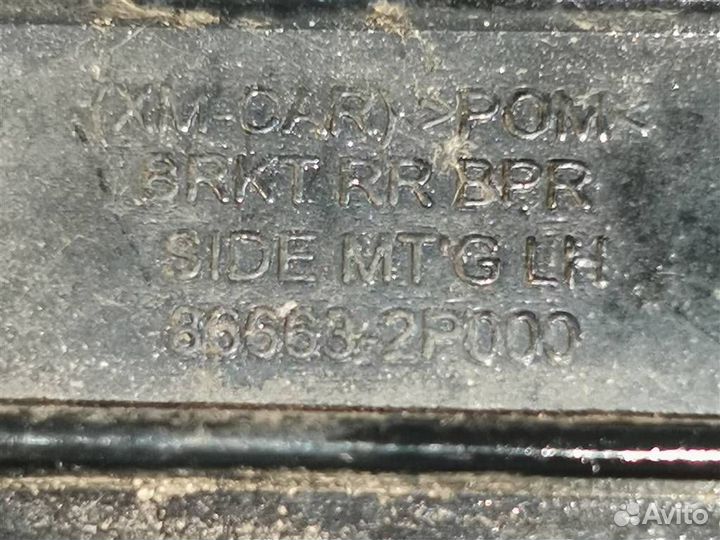 (XM-CAR) >POM<
BRKT RR BPR
SIDE MT'G LH
86663-2P000
Avito